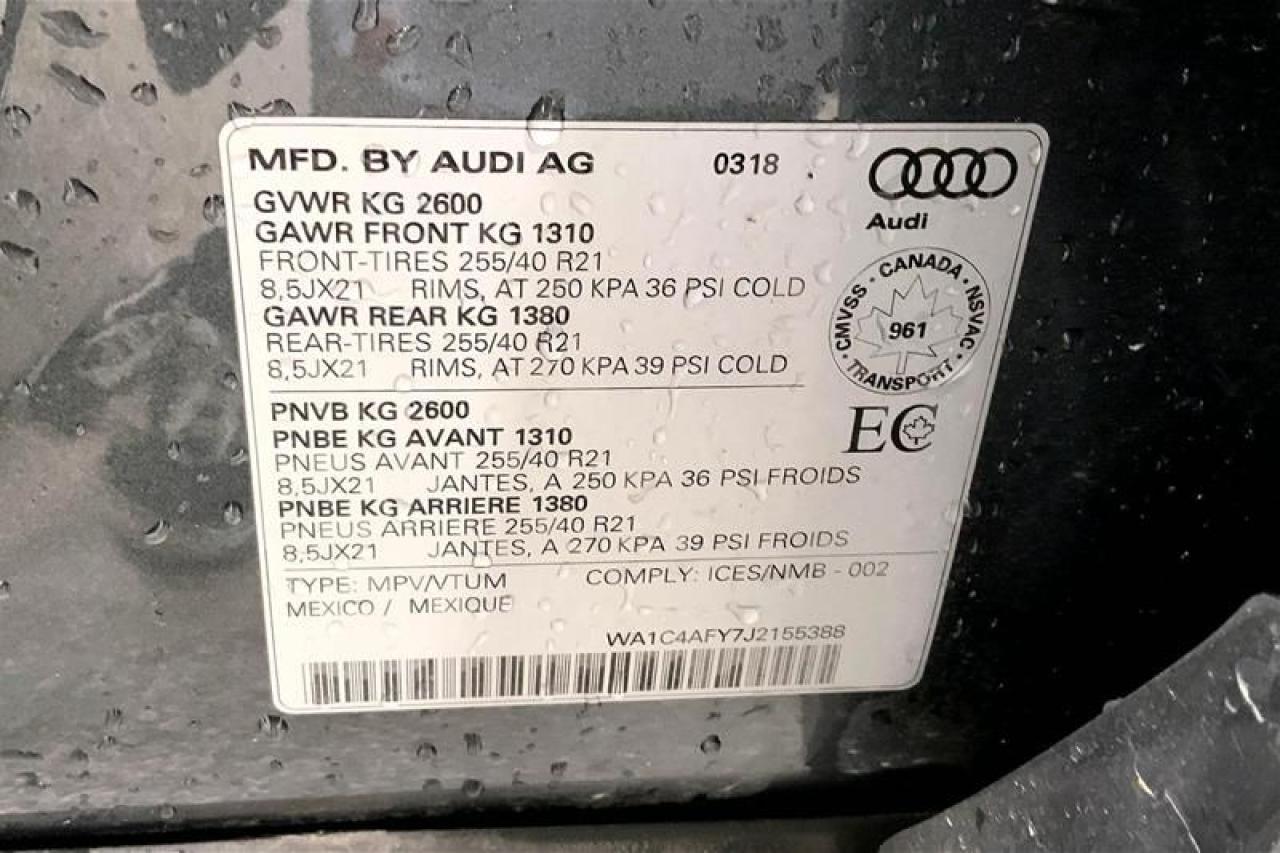 MFD. BY AUDI AG 0318
Audi
GVWR KG 2600
GAWR FRONT KG 1310
FRONT-TIRES 255/40 R21
8,5JX21 RIMS, AT 250 KPA 36 PSI COLD
GAWR REAR KG 1380
REAR-TIRES 255/40 R21
8,5JX21 RIMS, AT 270 KPA 39 PSI COLD
CMVSS · CANADA · NSVAC · TRANSPORT ·
961
EC
PNVB KG 2600
PNBE KG AVANT 1310
PNEUS AVANT 255/40 R21
8,5JX21 JANTES, A 250 KPA 36 PSI FROIDS
PNBE KG ARRIERE 1380
PNEUS ARRIERE 255/40 R21
8,5JX21 JANTES, A 270 KPA 39 PSI FROIDS
TYPE: MPV/VTUM COMPLY: ICES/NMB - 002
MEXICO / MEXIQUE
WA1C4AFY7J2155388